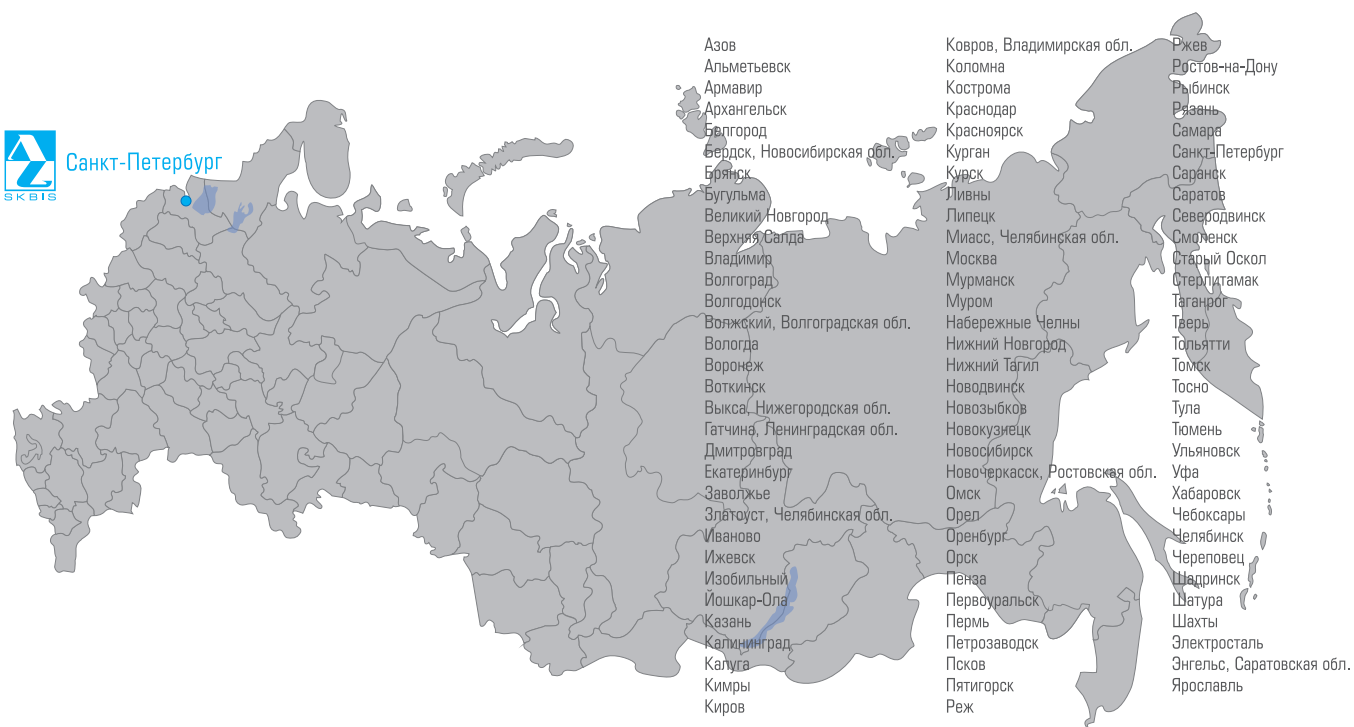 SKBIS
Санкт-Петербург
Азов
Альметьевск
Армавир
Архангельск
Белгород
Бердск, Новосибирская обл.
Брянск
Бугульма
Великий Новгород
Верхняя Салда
Владимир
Волгоград
Волгодонск
Волжский, Волгоградская обл.
Вологда
Воронеж
Воткинск
Выкса, Нижегородская обл.
Гатчина, Ленинградская обл.
Дмитровград
Екатеринбург
Заволжье
Златоуст, Челябинская обл.
Иваново
Ижевск
Изобильный
Йошкар-Ола
Казань
Калининград
Калуга
Кимры
Киров
Ковров, Владимирская обл.
Коломна
Кострома
Краснодар
Красноярск
Курган
Курск
Ливны
Липецк
Миасс, Челябинская обл.
Москва
Мурманск
Муром
Набережные Челны
Нижний Новгород
Нижний Тагил
Новодвинск
Новозыбков
Новокузнецк
Новосибирск
Новочеркасск, Ростовская обл.
Омск
Орел
Оренбург
Орск
Пенза
Первоуральск
Пермь
Петрозаводск
Псков
Пятигорск
Реж
Ржев
Ростов-на-Дону
Рыбинск
Рязань
Самара
Санкт-Петербург
Саранск
Саратов
Северодвинск
Смоленск
Старый Оскол
Стерлитамак
Таганрог
Тверь
Тольятти
Томск
Тосно
Тула
Тюмень
Ульяновск
Уфа
Хабаровск
Чебоксары
Челябинск
Череповец
Шадринск
Шатура
Шахты
Электросталь
Энгельс, Саратовская обл.
Ярославль